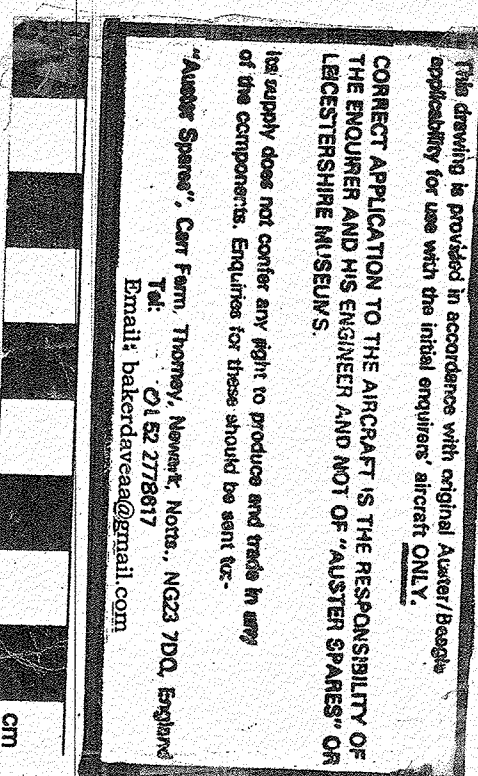 This drawing is provided in accordance with original Auster/Beagle
applicability for use with the initial enquirers' aircraft ONLY.
CORRECT APPLICATION TO THE AIRCRAFT IS THE RESPONSIBILITY OF
THE ENQUIRER AND HIS ENGINEER AND NOT OF "AUSTER SPARES" OR
LEICESTERSHIRE MUSEUMS.
Its supply does not confer any right to produce and trade in any
of the components. Enquiries for these should be sent to:-
"Auster Spares", Carr Farm, Thorney, Newark, Notts., NG23 7DQ, England
Tel: 0152 2778617
Email: bakerdaveaa@gmail.com
cm